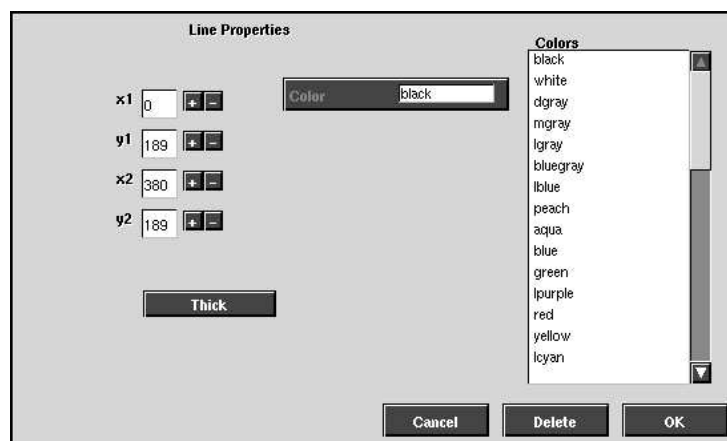 Line Properties
x1 0 + -
Color black
y1 189 + -
x2 380 + -
y2 189 + -
Thick
Colors
black
white
dgray
mgray
lgray
bluegray
lblue
peach
aqua
blue
green
lpurple
red
yellow
lcyan
Cancel Delete OK